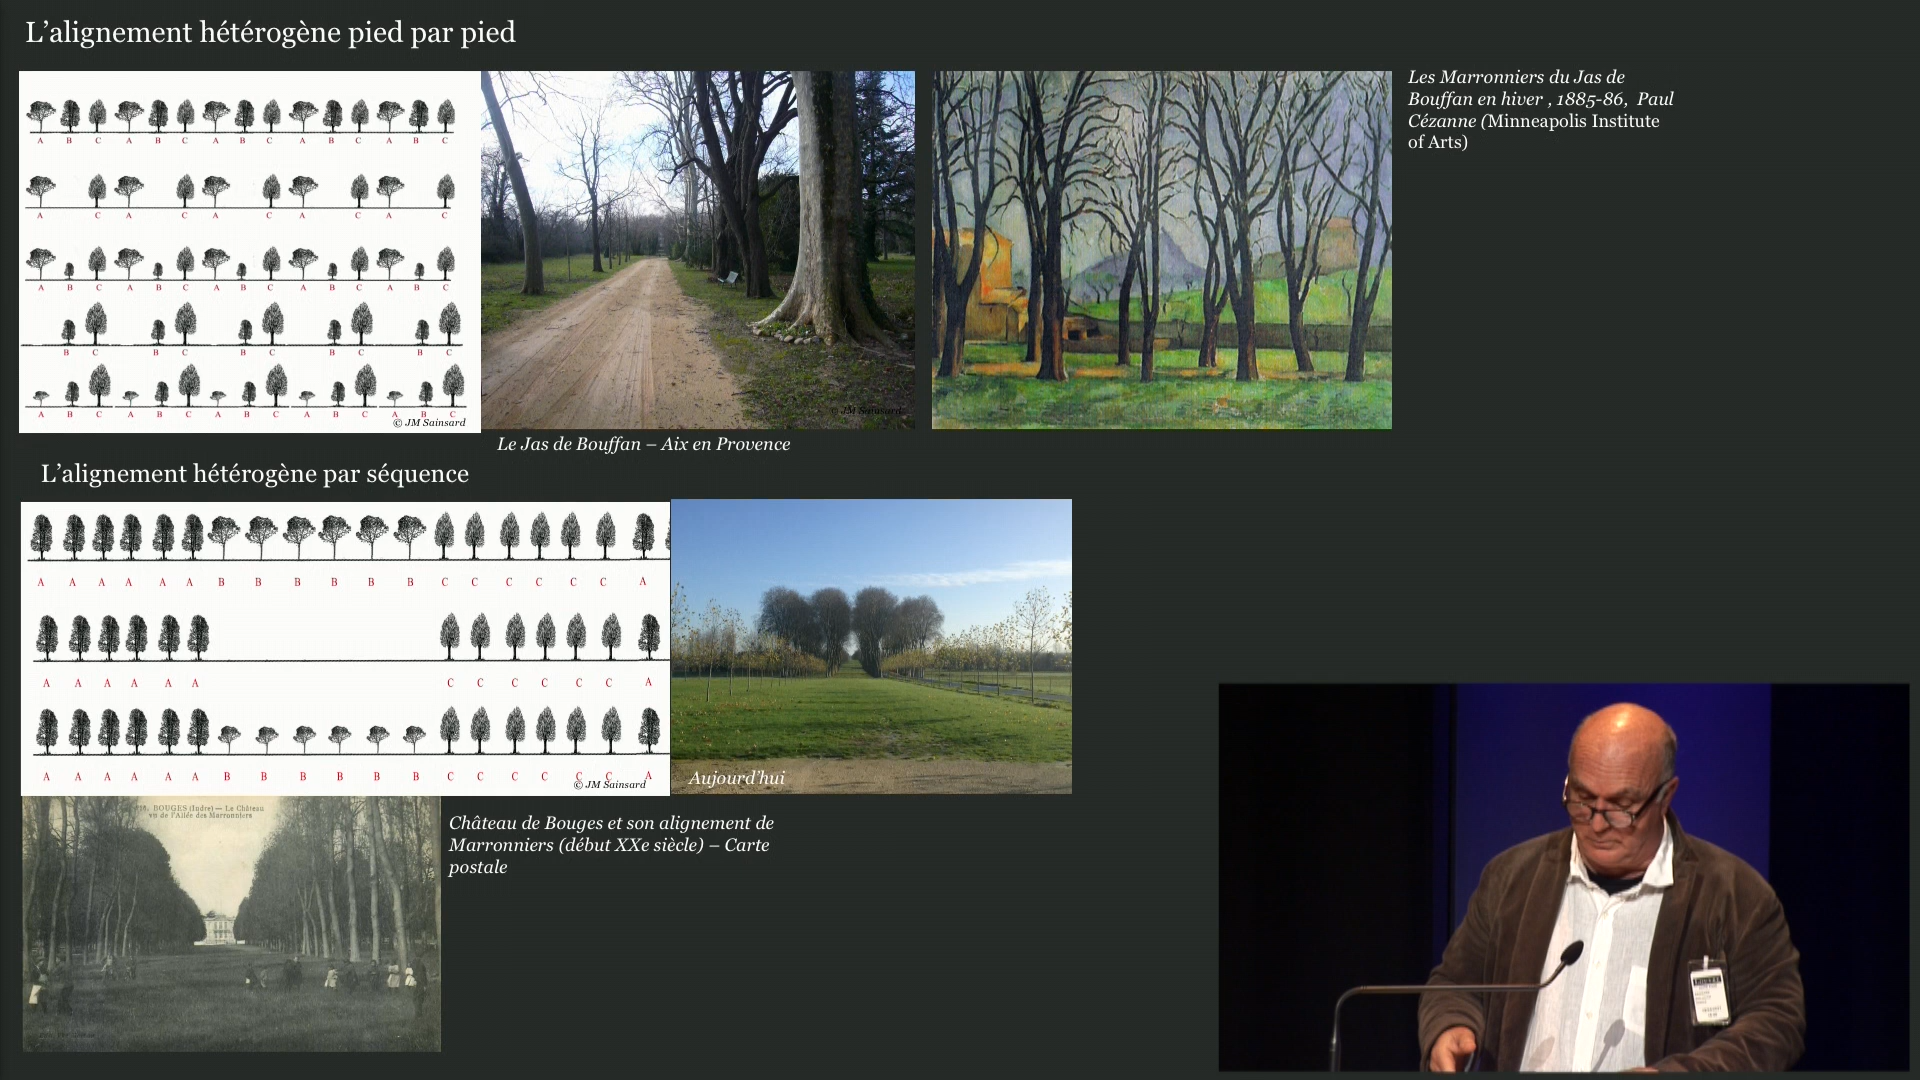 L’alignement hétérogène pied par pied
A B C A B C A B C A B C A B C
A C A C A C A C A C
A B C A B C A B C A B C A B C
B C B C B C B C B C
A B C A B C A B C A B C A B C
© JM Sainsard
© JM Sainsard
Le Jas de Bouffan – Aix en Provence
Les Marronniers du Jas de
Bouffan en hiver , 1885-86, Paul
Cézanne (Minneapolis Institute
of Arts)
L’alignement hétérogène par séquence
A A A A A A B B B B B B C C C C C C A
A A A A A A C C C C C C A
A A A A A A B B B B B B C C C C C C A
© JM Sainsard
Aujourd’hui
BOUGES (Indre) — Le Château
vu de l'Allée des Marronniers
Château de Bouges et son alignement de
Marronniers (début XXe siècle) – Carte
postale